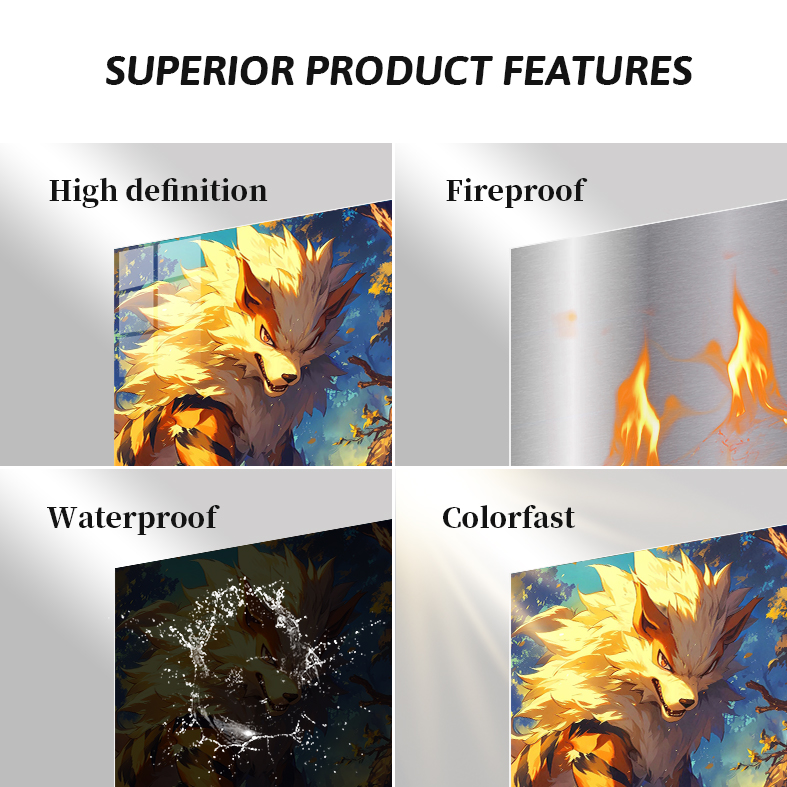 SUPERIOR PRODUCT FEATURES
High definition
Fireproof
Waterproof
Colorfast